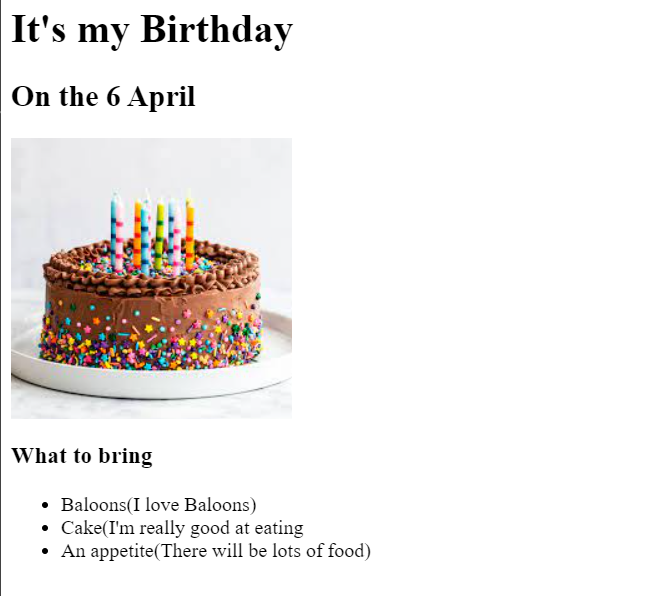 It's my Birthday
On the 6 April
What to bring
Baloons(I love Baloons)
Cake(I'm really good at eating
An appetite(There will be lots of food)